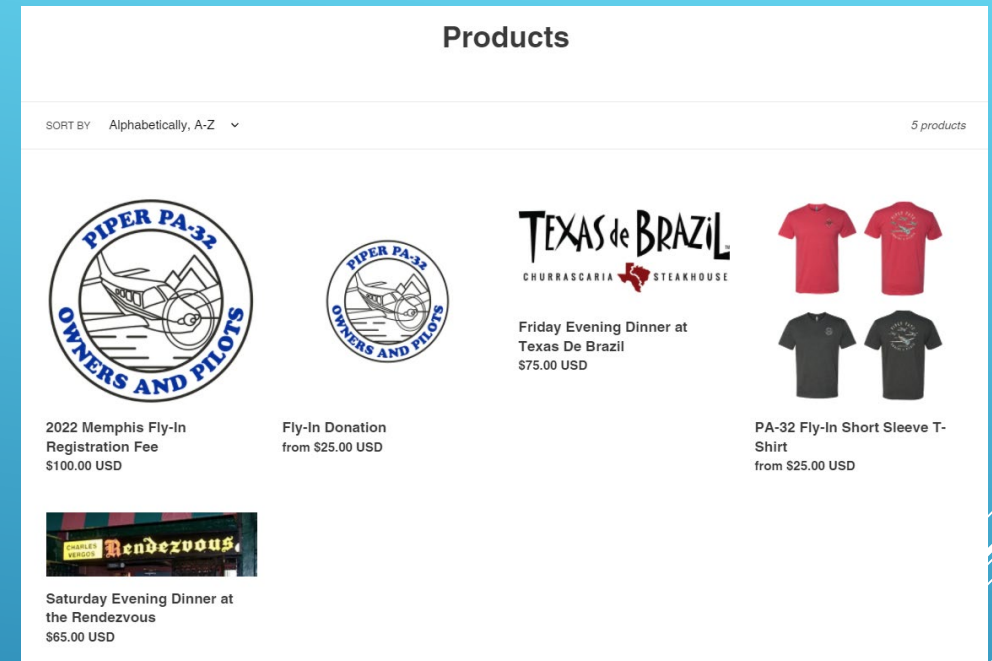 Products
SORT BY Alphabetically, A-Z
5 products
PIPER PA-32
OWNERS AND PILOTS
2022 Memphis Fly-In
Registration Fee
$100.00 USD
PIPER PA-32
OWNERS AND PILOTS
Fly-In Donation
from $25.00 USD
TEXAS de BRAZIL
CHURRASCARIA STEAKHOUSE
Friday Evening Dinner at
Texas De Brazil
$75.00 USD
PA-32 Fly-In Short Sleeve T-
Shirt
from $25.00 USD
CHARLES
VERGOS
Rendezvous
Saturday Evening Dinner at
the Rendezvous
$65.00 USD